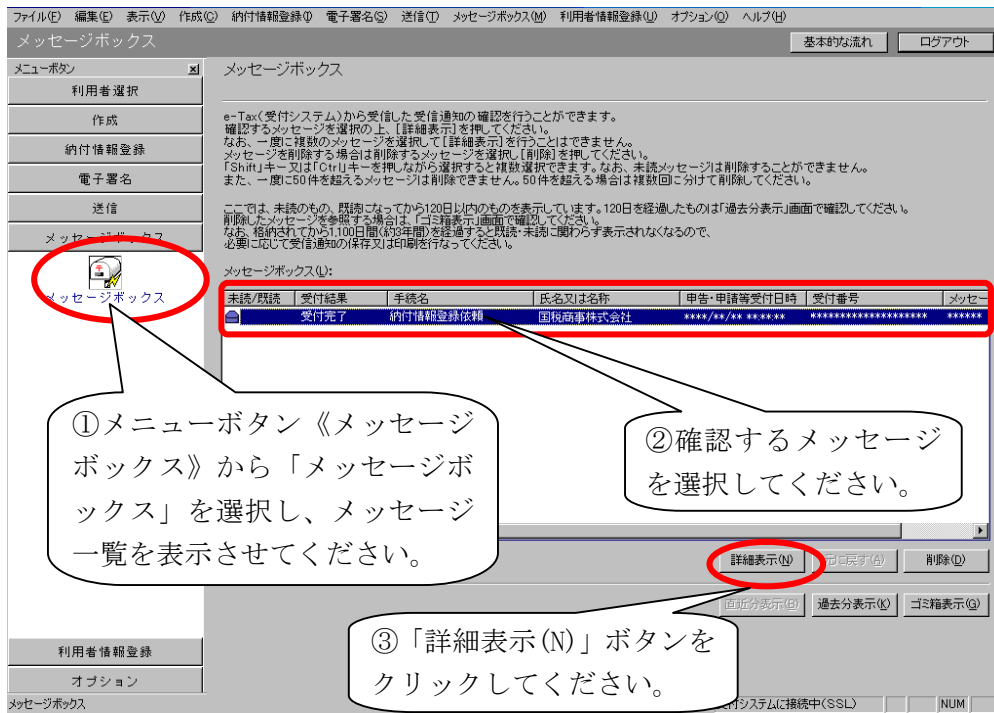 ファイル(F) 編集(E) 表示(V) 作成(C) 納付情報登録(I) 電子署名(S) 送信(T) メッセージボックス(M) 利用者情報登録(U) オプション(O) ヘルプ(H)
メッセージボックス 基本的な流れ ログアウト
メニューボタン x
利用者選択
作成
納付情報登録
電子署名
送信
メッセージボックス
メッセージボックス
メッセージボックス
e-Tax(受付システム)から受信した受信通知の確認を行うことができます。
確認するメッセージを選択の上、[詳細表示]を押してください。
なお、一度に複数のメッセージを選択して[詳細表示]を行うことはできません。
メッセージを削除する場合は削除するメッセージを選択し[削除]を押してください。
「Shift」キー又は「Ctrl」キーを押しながら選択すると複数選択できます。なお、未読メッセージは削除することができません。
また、一度に50件を超えるメッセージは削除できません。50件を超える場合は複数回に分けて削除してください。
ここでは、未読のもの、既読になってから120日以内のものを表示しています。120日を経過したものは「過去分表示」画面で確認してください。
削除したメッセージを参照する場合は、「ゴミ箱表示」画面で確認してください。
なお、格納されてから1,100日間(約3年間)を経過すると既読・未読に関わらず表示されなくなるので、
必要に応じて受信通知の保存又は印刷を行なってください。
メッセージボックス(L):
未読/既読 受付結果 手続名 氏名又は名称 申告・申請等受付日時 受付番号 メッセー
受付完了 納付情報登録依頼 国税商事株式会社 ****/**/** **:**:** ******************** ******
①メニューボタン《メッセージ
ボックス》から「メッセージボ
ックス」を選択し、メッセージ
一覧を表示させてください。
②確認するメッセージ
を選択してください。
詳細表示(N) 元に戻す(A) 削除(D)
直近分表示(B) 過去分表示(K) ゴミ箱表示(G)
③「詳細表示(N)」ボタンを
クリックしてください。
利用者情報登録
オプション
メッセージボックス 付システムに接続中(SSL) NUM